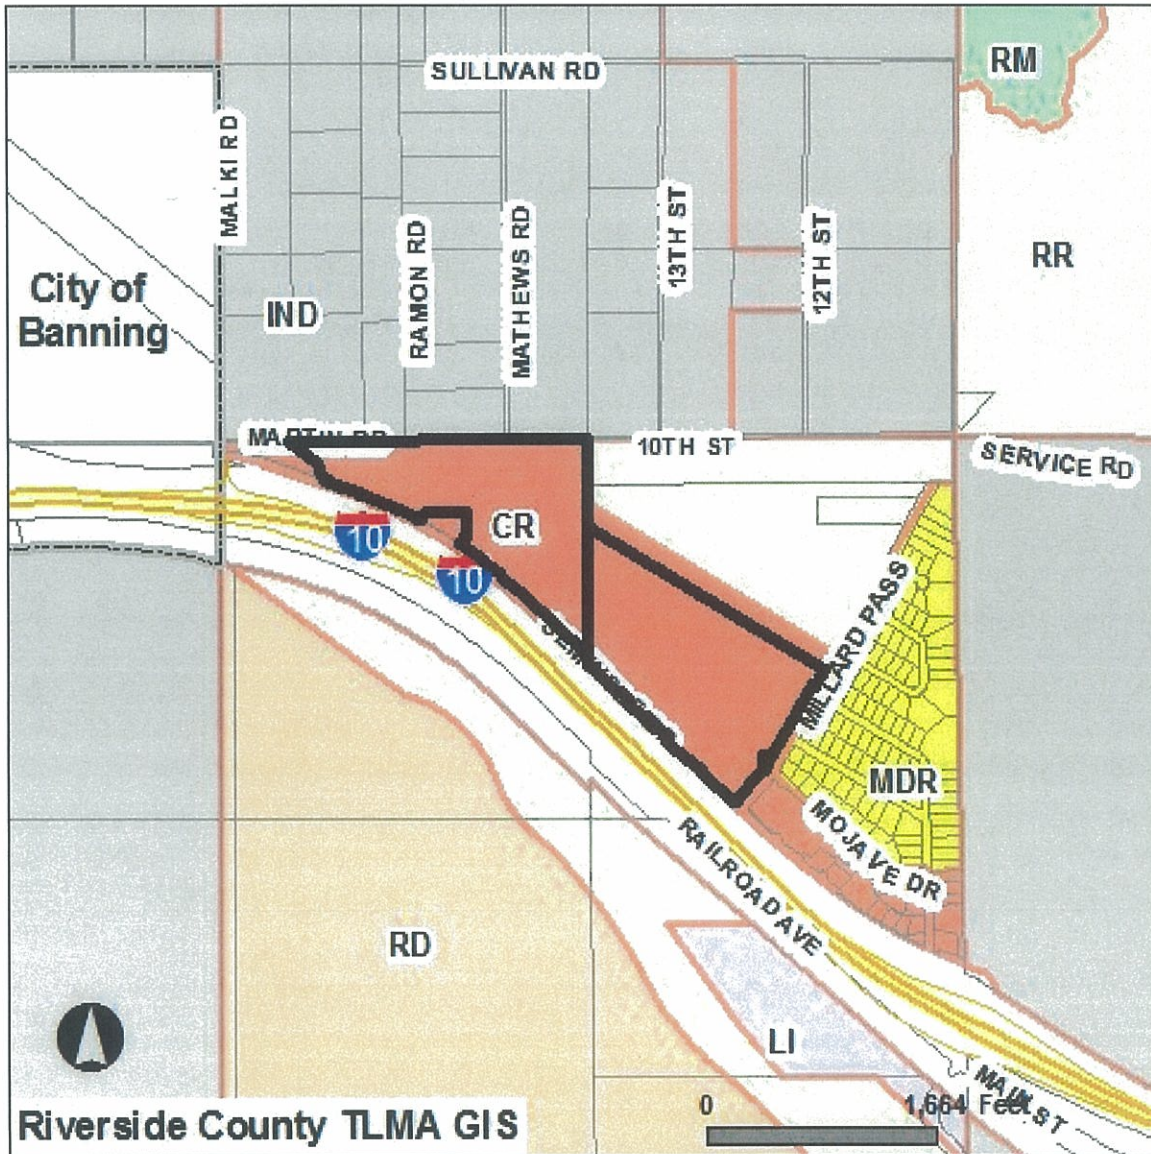 SULLIVAN RD
RM
MALKI RD
RAMON RD
MATHEWS RD
13TH ST
12TH ST
RR
City of
Banning
IND
10TH ST
SERVICE RD
10
CR
10
MILLARD PASS
MDR
MOJAVE DR
RAILROAD AVE
RD
LI
MAIN ST
0
1,664 Feet
Riverside County TLMA GIS